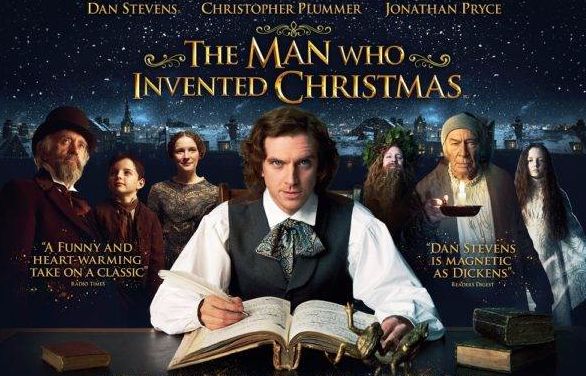 DAN STEVENS CHRISTOPHER PLUMMER JONATHAN PRYCE
THE MAN WHO
INVENTED CHRISTMAS
"A FUNNY AND
HEART-WARMING
TAKE ON A CLASSIC"
RADIO TIMES
"DAN STEVENS
IS MAGNETIC
AS DICKENS"
READERS DIGEST